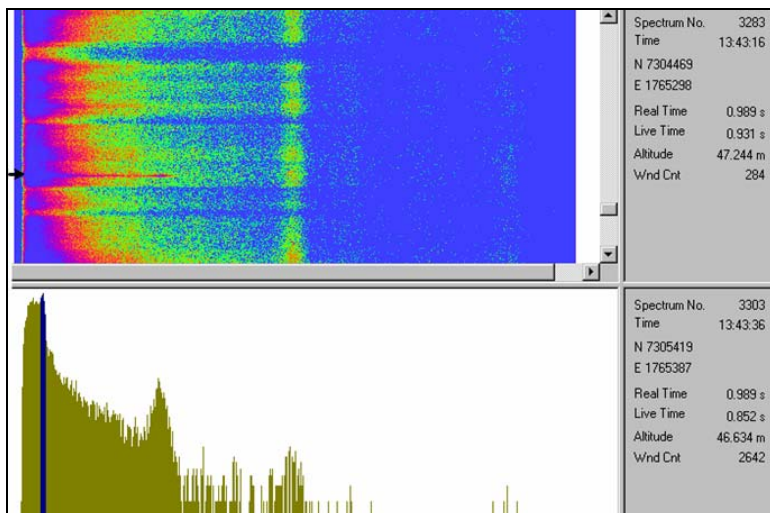 Spectrum No. 3283
Time 13:43:16
N 7304469
E 1765298
Real Time 0.989 s
Live Time 0.931 s
Altitude 47.244 m
Wnd Cnt 284
Spectrum No. 3303
Time 13:43:36
N 7305419
E 1765387
Real Time 0.989 s
Live Time 0.852 s
Altitude 46.634 m
Wnd Cnt 2642